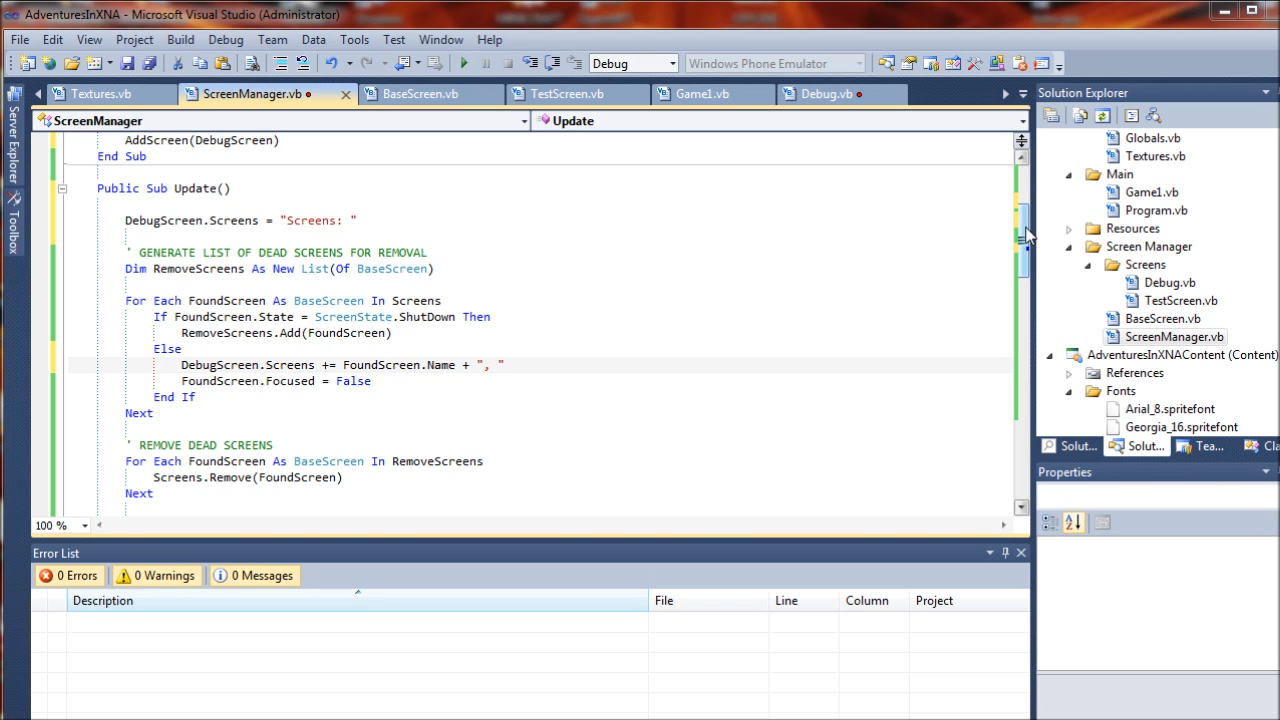 AdventuresInXNA - Microsoft Visual Studio (Administrator)
File Edit View Project Build Debug Team Data Tools Test Window Help
Debug Windows Phone Emulator
Textures.vb ScreenManager.vb BaseScreen.vb TestScreen.vb Game1.vb Debug.vb
ScreenManager Update
AddScreen(DebugScreen)
End Sub
Public Sub Update()
DebugScreen.Screens = "Screens: "
' GENERATE LIST OF DEAD SCREENS FOR REMOVAL
Dim RemoveScreens As New List(Of BaseScreen)
For Each FoundScreen As BaseScreen In Screens
If FoundScreen.State = ScreenState.ShutDown Then
RemoveScreens.Add(FoundScreen)
Else
DebugScreen.Screens += FoundScreen.Name + ", "
FoundScreen.Focused = False
End If
Next
' REMOVE DEAD SCREENS
For Each FoundScreen As BaseScreen In RemoveScreens
Screens.Remove(FoundScreen)
Next
100 %
Server Explorer
Toolbox
Error List
0 Errors 0 Warnings 0 Messages
Description File Line Column Project
Solution Explorer
Globals.vb
Textures.vb
Main
Game1.vb
Program.vb
Resources
Screen Manager
Screens
Debug.vb
TestScreen.vb
BaseScreen.vb
ScreenManager.vb
AdventuresInXNAContent (Content)
References
Fonts
Arial_8.spritefont
Georgia_16.spritefont
Solut... Solut... Tea... Cla
Properties